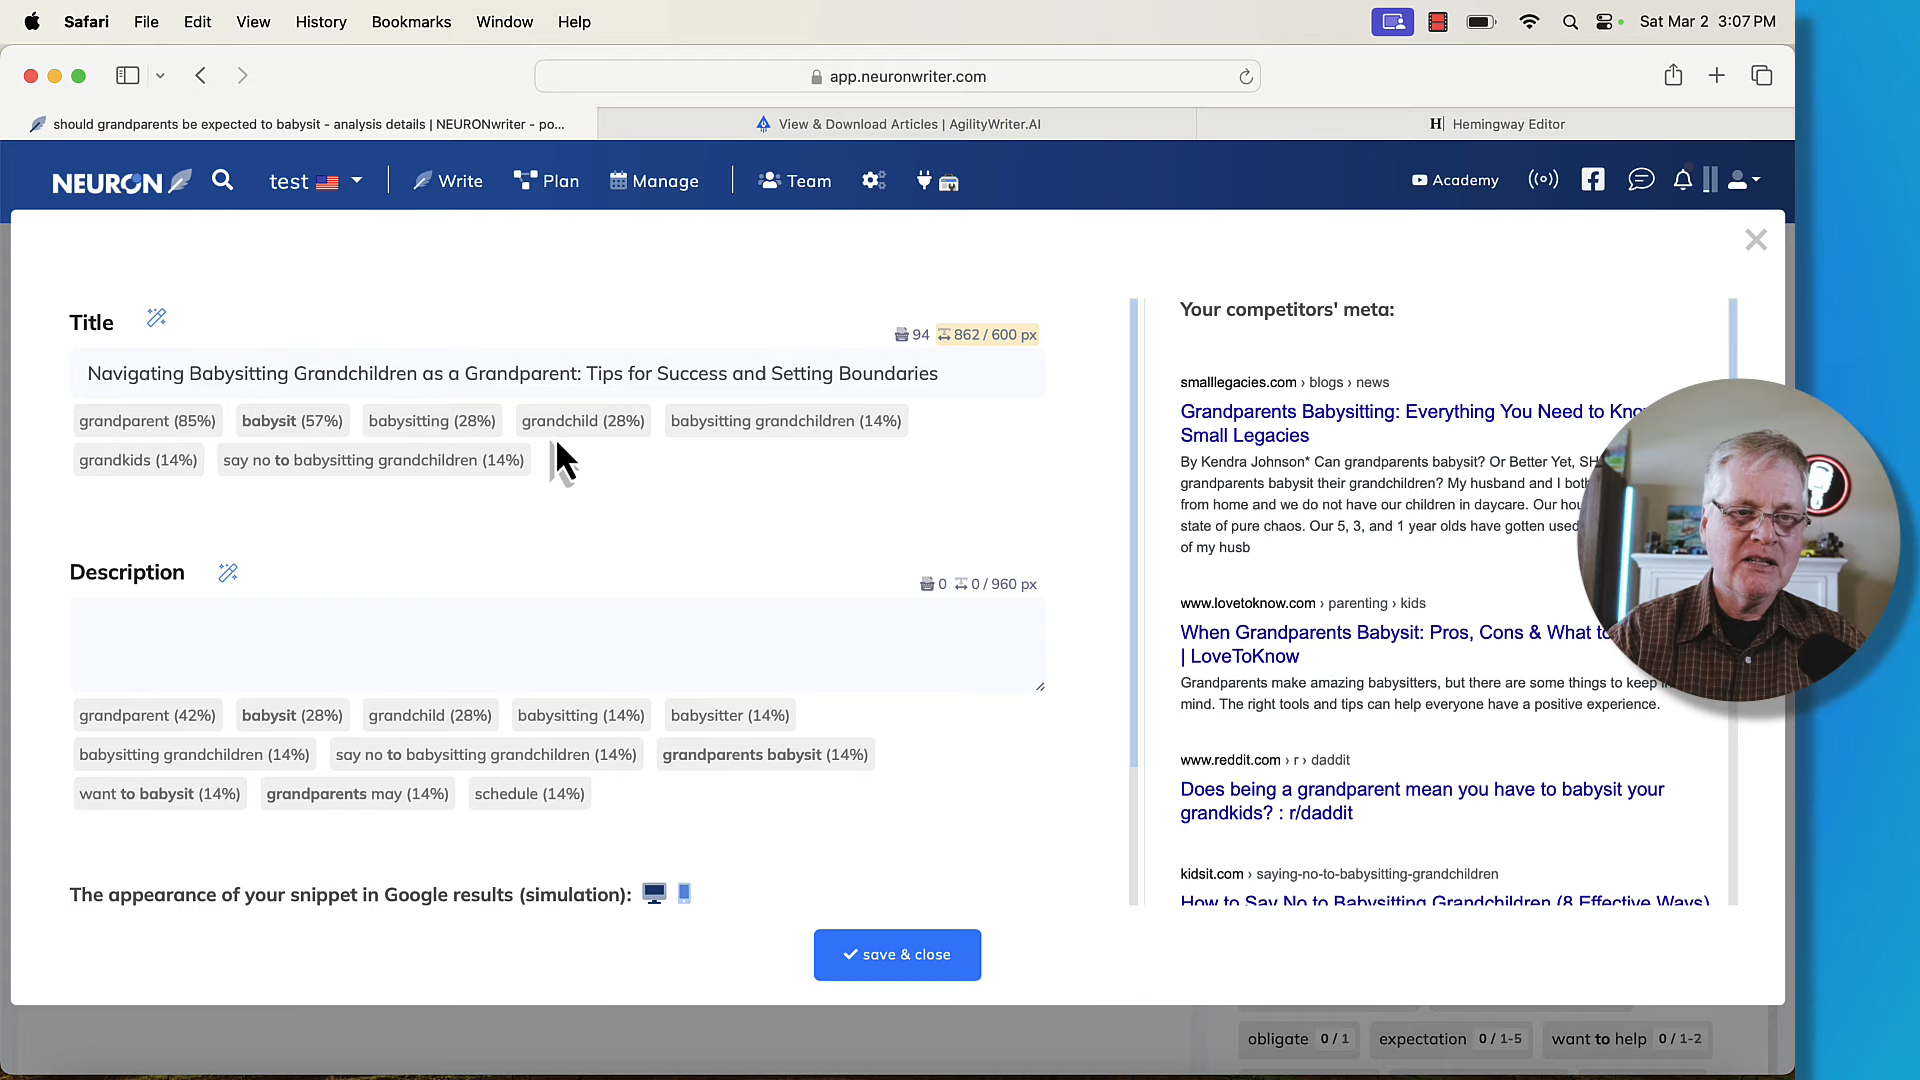 Safari File Edit View History Bookmarks Window Help Sat Mar 2 3:07 PM
app.neuronwriter.com
should grandparents be expected to babysit - analysis details | NEURONwriter - po... View & Download Articles | AgilityWriter.AI H Hemingway Editor
NEURON test Write Plan Manage Team Academy
Title
94 862 / 600 px
Navigating Babysitting Grandchildren as a Grandparent: Tips for Success and Setting Boundaries
grandparent (85%) babysit (57%) babysitting (28%) grandchild (28%) babysitting grandchildren (14%)
grandkids (14%) say no to babysitting grandchildren (14%)
Description
0 0 / 960 px
grandparent (42%) babysit (28%) grandchild (28%) babysitting (14%) babysitter (14%)
babysitting grandchildren (14%) say no to babysitting grandchildren (14%) grandparents babysit (14%)
want to babysit (14%) grandparents may (14%) schedule (14%)
The appearance of your snippet in Google results (simulation):
save & close
Your competitors' meta:
smalllegacies.com › blogs › news
Grandparents Babysitting: Everything You Need to
Small Legacies
By Kendra Johnson* Can grandparents babysit? Or Better Yet,
grandparents babysit their grandchildren? My husband and I
from home and we do not have our children in daycare. Our
state of pure chaos. Our 5, 3, and 1 year olds have gotten used
of my husb
www.lovetoknow.com › parenting › kids
When Grandparents Babysit: Pros, Cons & What
| LoveToKnow
Grandparents make amazing babysitters, but there are some things to keep
mind. The right tools and tips can help everyone have a positive experience.
www.reddit.com › r › daddit
Does being a grandparent mean you have to babysit your
grandkids? : r/daddit
kidsit.com › saying-no-to-babysitting-grandchildren
How to Say No to Babysitting Grandchildren (8 Effective Ways)
obligate 0 / 1 expectation 0 / 1-5 want to help 0 / 1-2